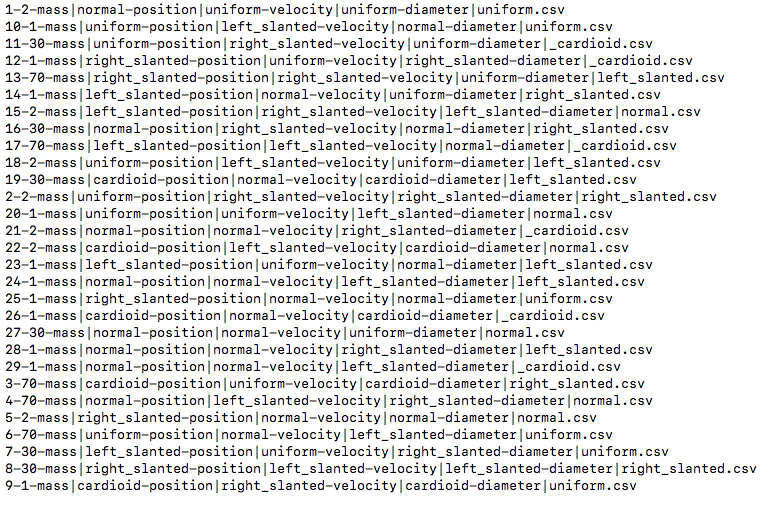 1-2-mass|normal-position|uniform-velocity|uniform-diameter|uniform.csv
10-1-mass|uniform-position|left_slanted-velocity|normal-diameter|uniform.csv
11-30-mass|uniform-position|right_slanted-velocity|uniform-diameter|_cardioid.csv
12-1-mass|right_slanted-position|uniform-velocity|right_slanted-diameter|_cardioid.csv
13-70-mass|right_slanted-position|right_slanted-velocity|uniform-diameter|left_slanted.csv
14-1-mass|left_slanted-position|normal-velocity|uniform-diameter|right_slanted.csv
15-2-mass|left_slanted-position|right_slanted-velocity|left_slanted-diameter|normal.csv
16-30-mass|normal-position|right_slanted-velocity|normal-diameter|right_slanted.csv
17-70-mass|left_slanted-position|left_slanted-velocity|normal-diameter|_cardioid.csv
18-2-mass|uniform-position|left_slanted-velocity|uniform-diameter|left_slanted.csv
19-30-mass|cardioid-position|normal-velocity|cardioid-diameter|left_slanted.csv
2-2-mass|uniform-position|right_slanted-velocity|right_slanted-diameter|right_slanted.csv
20-1-mass|uniform-position|uniform-velocity|left_slanted-diameter|normal.csv
21-2-mass|normal-position|normal-velocity|right_slanted-diameter|_cardioid.csv
22-2-mass|cardioid-position|left_slanted-velocity|cardioid-diameter|normal.csv
23-1-mass|left_slanted-position|uniform-velocity|normal-diameter|left_slanted.csv
24-1-mass|normal-position|normal-velocity|left_slanted-diameter|left_slanted.csv
25-1-mass|right_slanted-position|normal-velocity|normal-diameter|uniform.csv
26-1-mass|cardioid-position|normal-velocity|cardioid-diameter|_cardioid.csv
27-30-mass|normal-position|normal-velocity|uniform-diameter|normal.csv
28-1-mass|normal-position|normal-velocity|right_slanted-diameter|left_slanted.csv
29-1-mass|normal-position|normal-velocity|left_slanted-diameter|_cardioid.csv
3-70-mass|cardioid-position|uniform-velocity|cardioid-diameter|right_slanted.csv
4-70-mass|normal-position|left_slanted-velocity|right_slanted-diameter|normal.csv
5-2-mass|right_slanted-position|normal-velocity|normal-diameter|normal.csv
6-70-mass|uniform-position|normal-velocity|left_slanted-diameter|uniform.csv
7-30-mass|left_slanted-position|uniform-velocity|right_slanted-diameter|uniform.csv
8-30-mass|right_slanted-position|left_slanted-velocity|left_slanted-diameter|right_slanted.csv
9-1-mass|cardioid-position|right_slanted-velocity|cardioid-diameter|uniform.csv